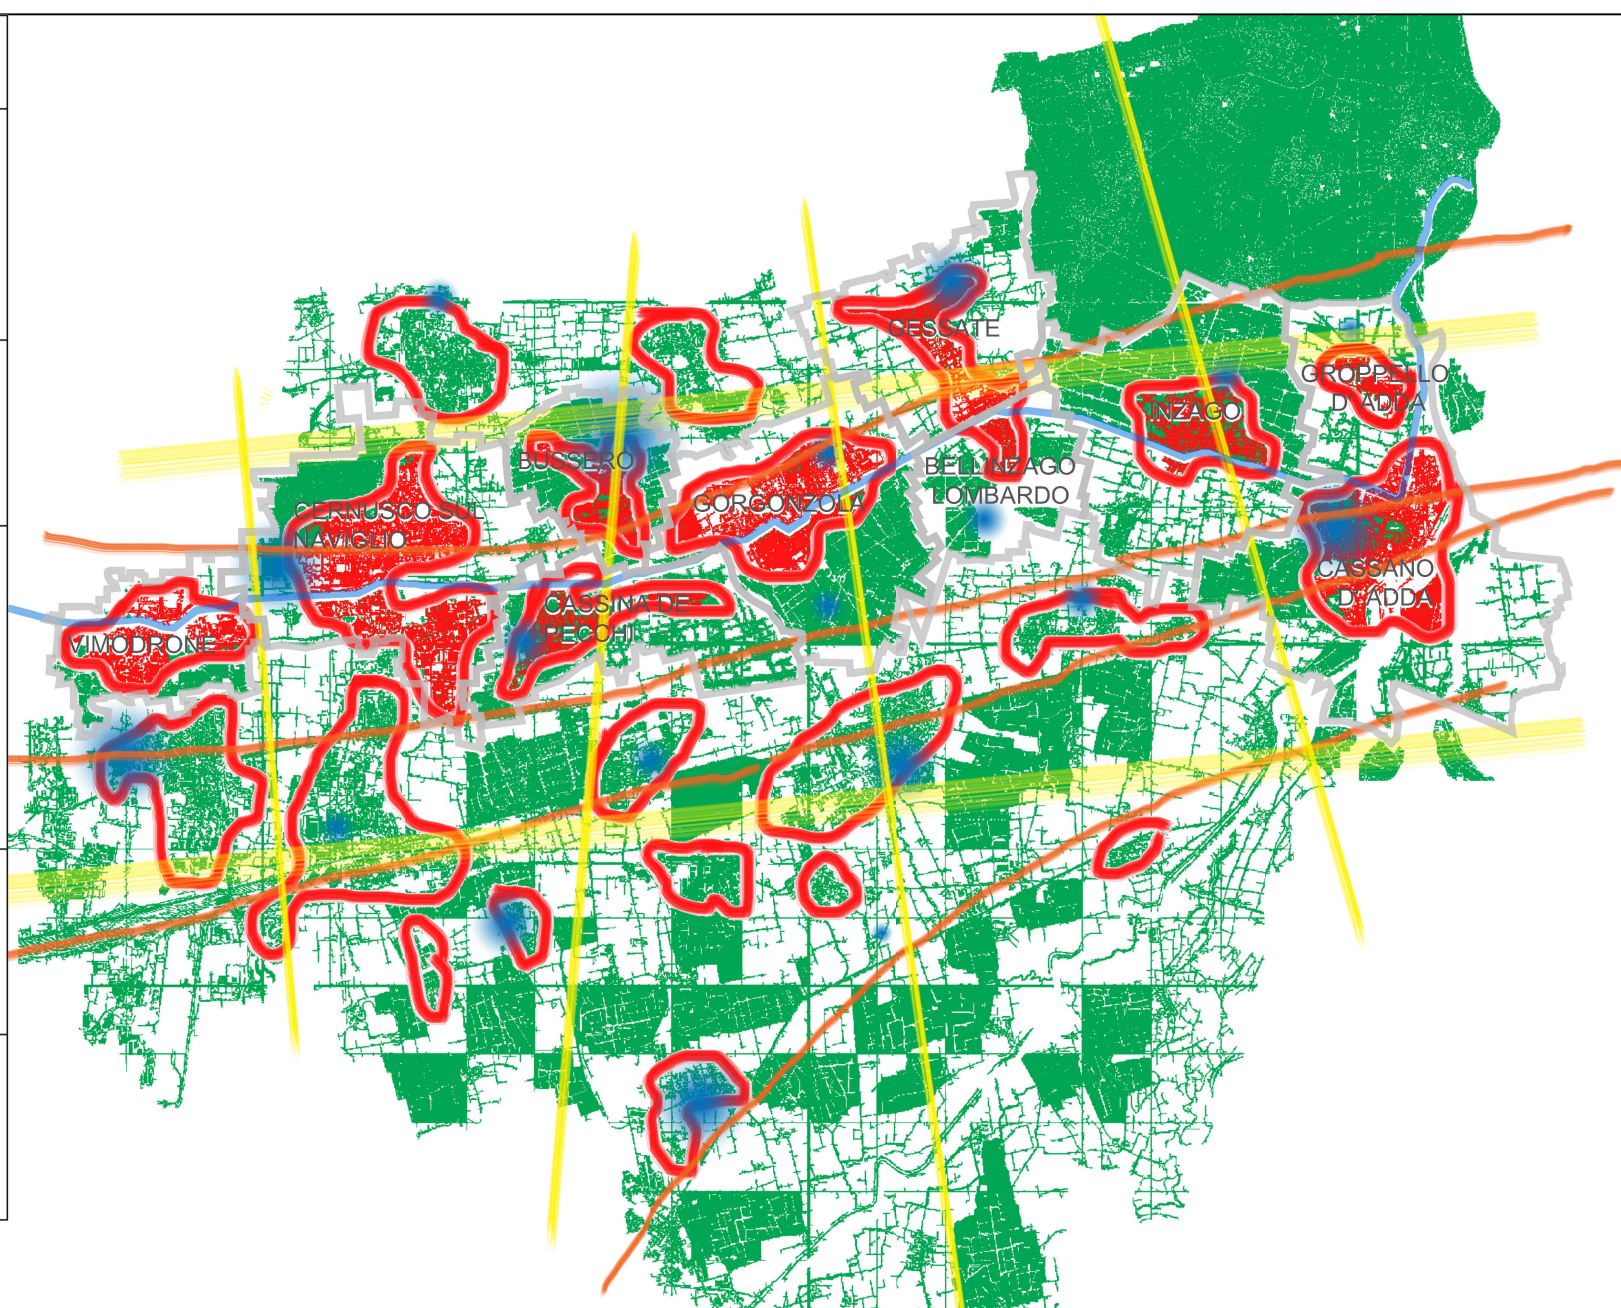 GESSATE
GROPPELLO
D' ADDA
INZAGO
BUSSERO
BELLINZAGO
LOMBARDO
GORGONZOLA
CERNUSCO SUL
NAVIGLIO
CASSANO
D' ADDA
CASSINA DE
PECCHI
VIMODRONE